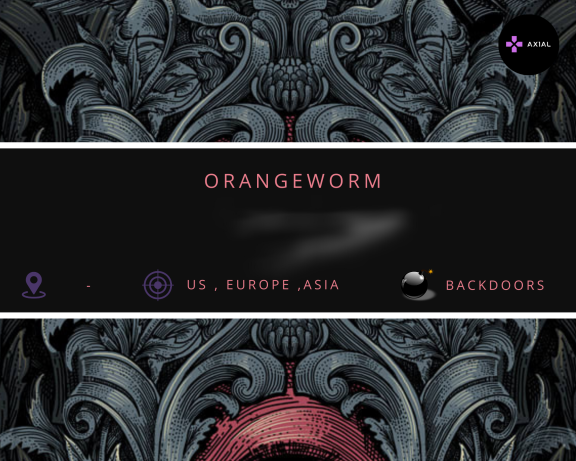 AXIAL
ORANGEWORM
-
US , EUROPE ,ASIA
BACKDOORS